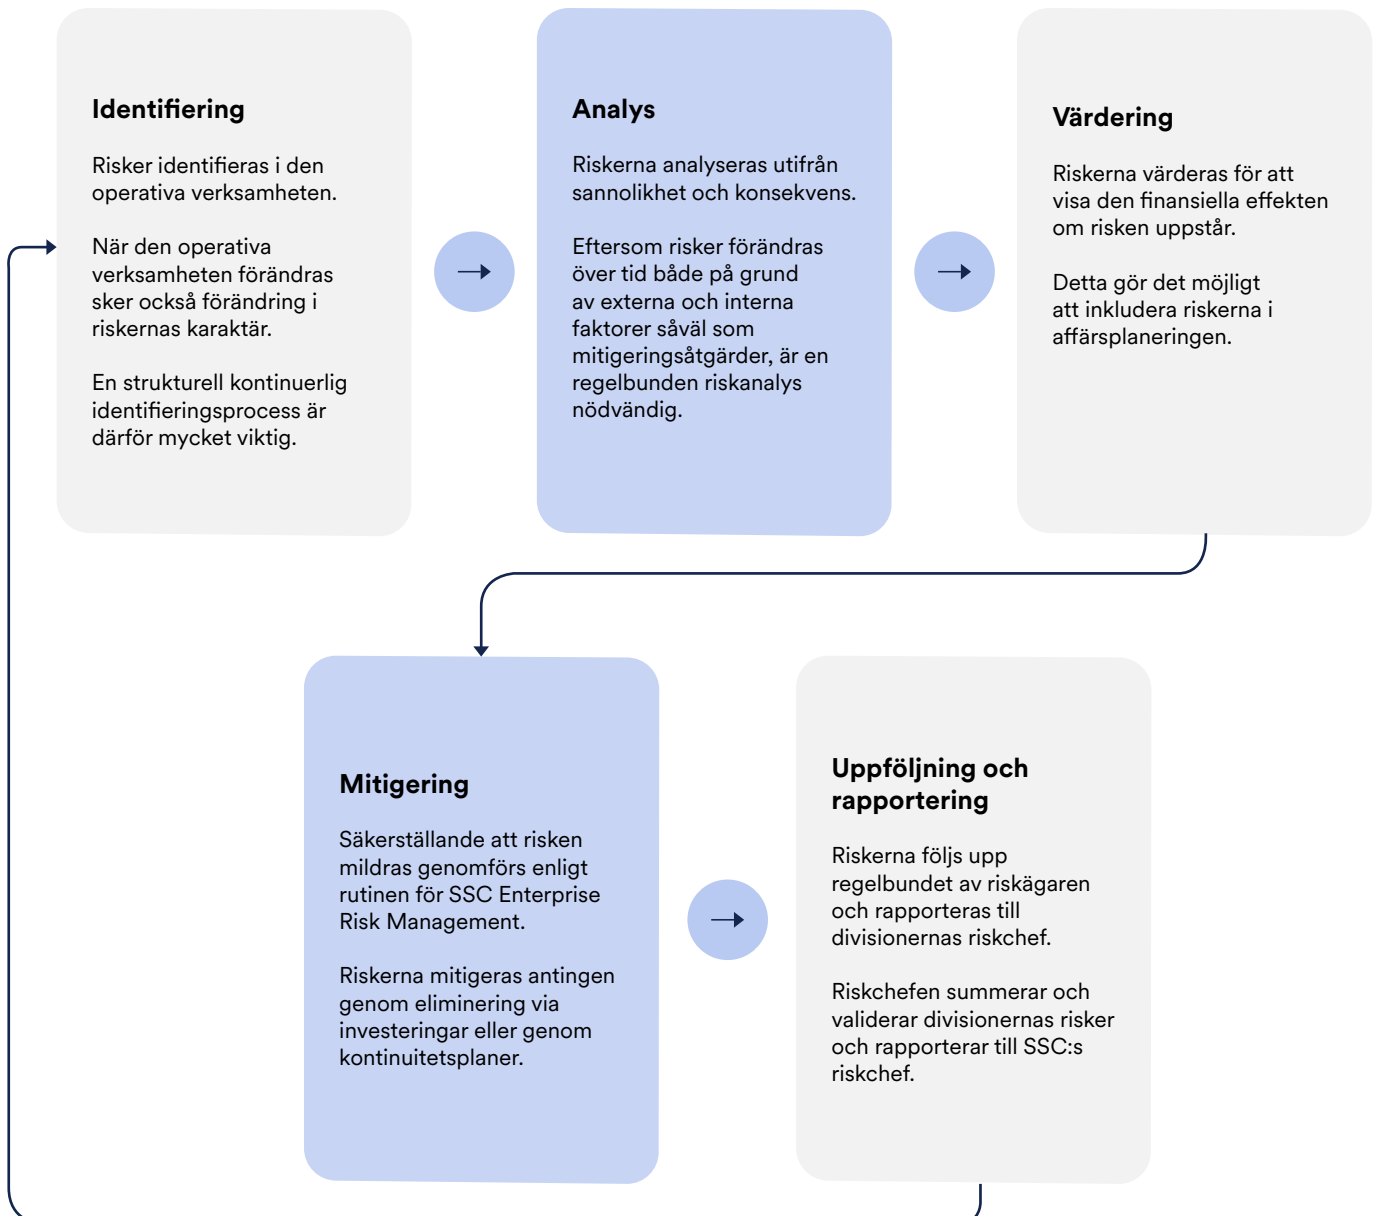 Identifiering
Risker identifieras i den
operativa verksamheten.
När den operativa
verksamheten förändras
sker också förändring i
riskernas karaktär.
En strukturell kontinuerlig
identifieringsprocess är
därför mycket viktig.
Analys
Riskerna analyseras utifrån
sannolikhet och konsekvens.
Eftersom risker förändras
över tid både på grund
av externa och interna
faktorer såväl som
mitigeringsåtgärder, är en
regelbunden riskanalys
nödvändig.
Värdering
Riskerna värderas för att
visa den finansiella effekten
om risken uppstår.
Detta gör det möjligt
att inkludera riskerna i
affärsplaneringen.
Mitigering
Säkerställande att risken
mildras genomförs enligt
rutinen för SSC Enterprise
Risk Management.
Riskerna mitigeras antingen
genom eliminering via
investeringar eller genom
kontinuitetsplaner.
Uppföljning och
rapportering
Riskerna följs upp
regelbundet av riskägaren
och rapporteras till
divisionernas riskchef.
Riskchefen summerar och
validerar divisionernas risker
och rapporterar till SSC:s
riskchef.